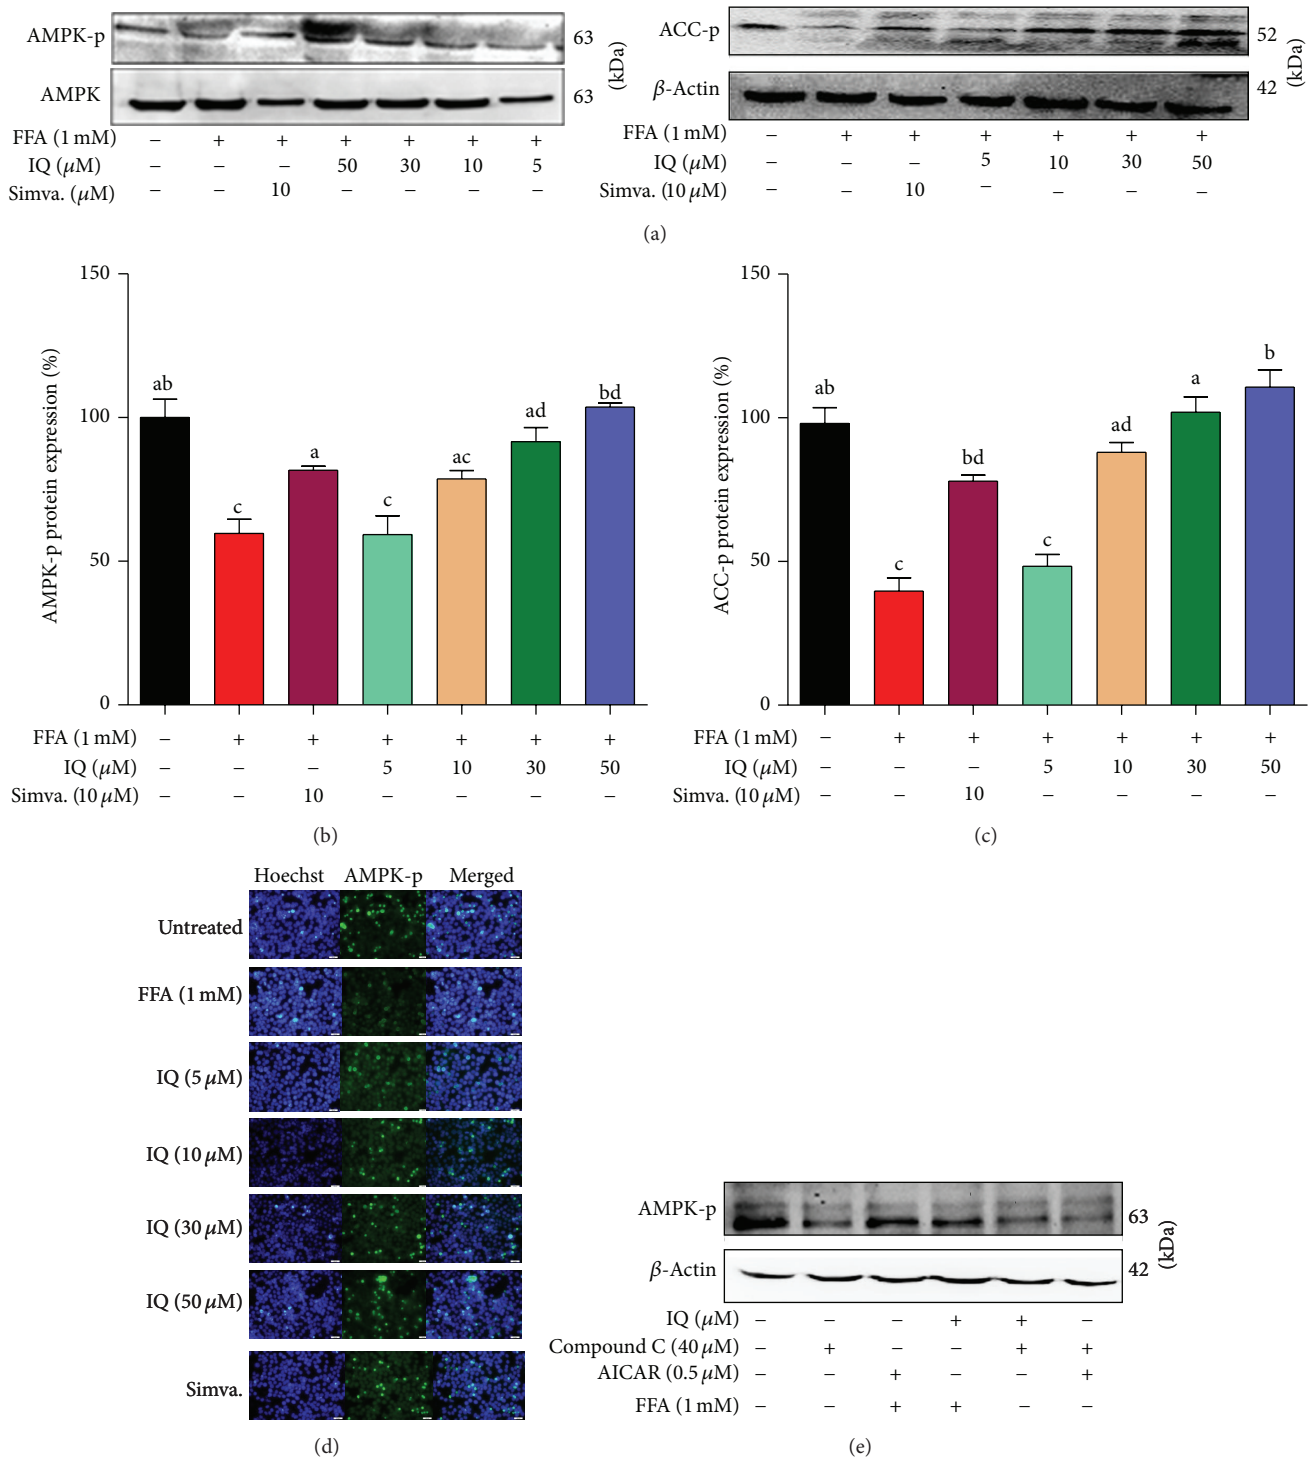 AMPK-p
63
AMPK
63
(kDa)
FFA (1 mM) − + + + + + +
IQ (μM) − − − 50 30 10 5
Simva. (μM) − − 10 − − − −
ACC-p
52
β-Actin
42
(kDa)
FFA (1 mM) − + + + + + +
IQ (μM) − − − 5 10 30 50
Simva. (10 μM) − − 10 − − − −
(a)
AMPK-p protein expression (%)
150
100
50
0
ab
c
a
c
ac
ad
bd
FFA (1 mM) − + + + + + +
IQ (μM) − − − 5 10 30 50
Simva. (10 μM) − − 10 − − − −
(b)
ACC-p protein expression (%)
150
100
50
0
ab
c
bd
c
ad
a
b
FFA (1 mM) − + + + + + +
IQ (μM) − − − 5 10 30 50
Simva. (10 μM) − − 10 − − − −
(c)
Hoechst AMPK-p Merged
Untreated
FFA (1 mM)
IQ (5 μM)
IQ (10 μM)
IQ (30 μM)
IQ (50 μM)
Simva.
(d)
AMPK-p
63
β-Actin
42
(kDa)
IQ (μM) − − − + + −
Compound C (40 μM) − + − − + +
AICAR (0.5 μM) − − + − − +
FFA (1 mM) − − + + − −
(e)